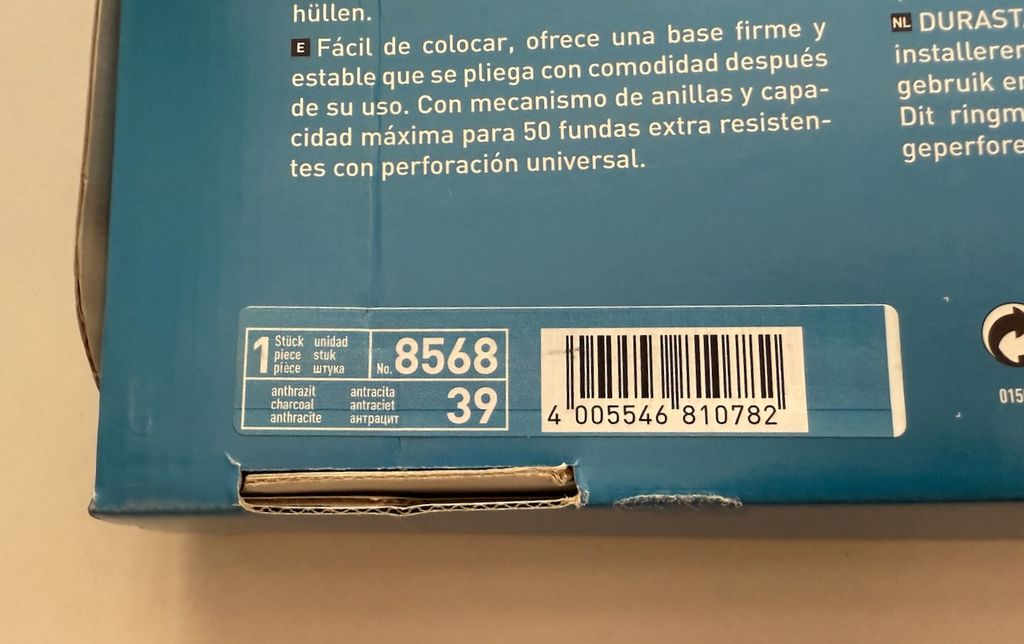 hüllen.
E Fácil de colocar, ofrece una base firme y
estable que se pliega con comodidad después
de su uso. Con mecanismo de anillas y capa-
cidad máxima para 50 fundas extra resisten-
tes con perforación universal.
NL DURAST
installeren
gebruik en
Dit ringm
geperfore
1 Stück unidad
piece stuk
pièce штука
No. 8568
anthrazit antracita
charcoal antraciet
anthracite антрацит
39
4 005546 810782
015